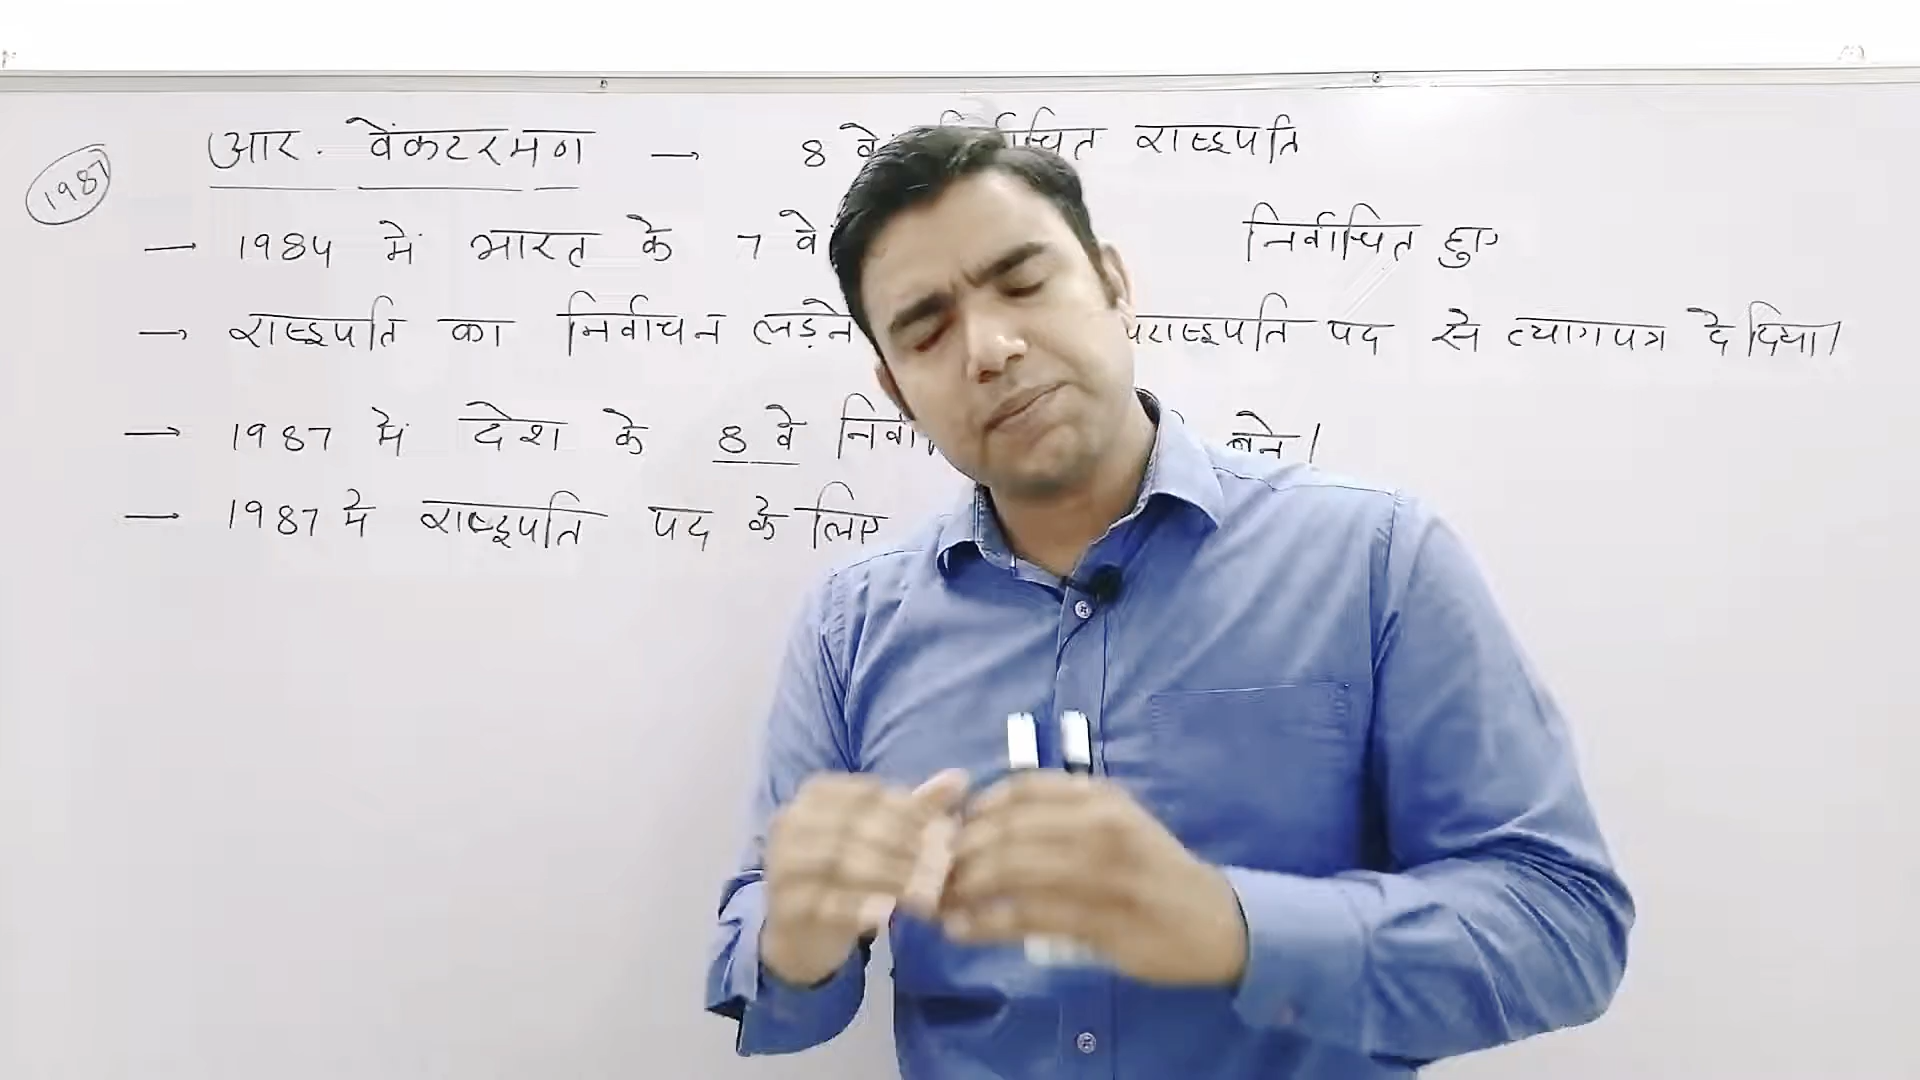 1987
आर. वेंकटरमण → 8 वें राष्ट्रपति
→ 1984 में भारत के 7 वें निर्वाचित हुए
→ राष्ट्रपति का निर्वाचन लड़ने पद से त्यागपत्र दे दिया।
→ 1987 में देश के 8 वे बने।
→ 1987 में राष्ट्रपति पद के लिए